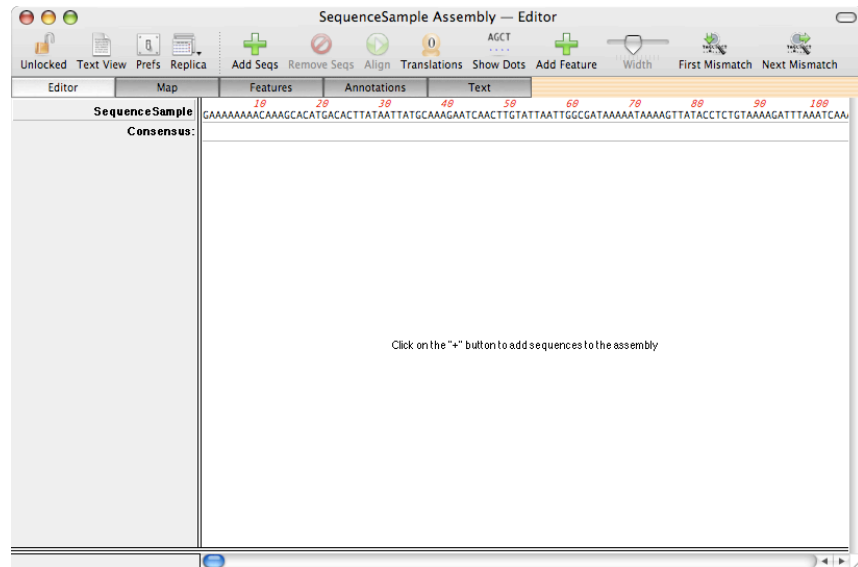 SequenceSample Assembly — Editor
AGCT
Unlocked Text View Prefs Replica Add Seqs Remove Seqs Align Translations Show Dots Add Feature Width First Mismatch Next Mismatch
Editor Map Features Annotations Text
10 20 30 40 50 60 70 80 90 100
SequenceSample GAAAAAAAACAAAGCACATGACACTTATAATTATGCAAAGAATCAACTTGTATTAATTGGCGATAAAAATAAAAGTTATACCTCTGTAAAAGATTTAAATCAAA
Consensus:
Click on the "+" button to add sequences to the assembly